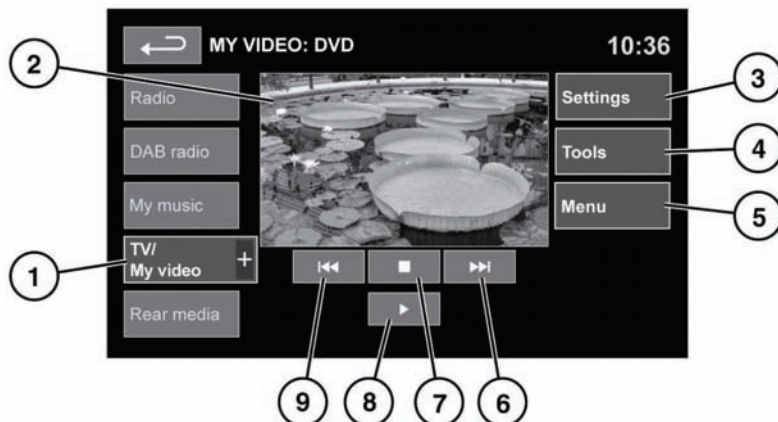 MY VIDEO: DVD
10:36
Radio
DAB radio
My music
TV/
My video
+
Rear media
Settings
Tools
Menu
1
2
3
4
5
6
7
8
9